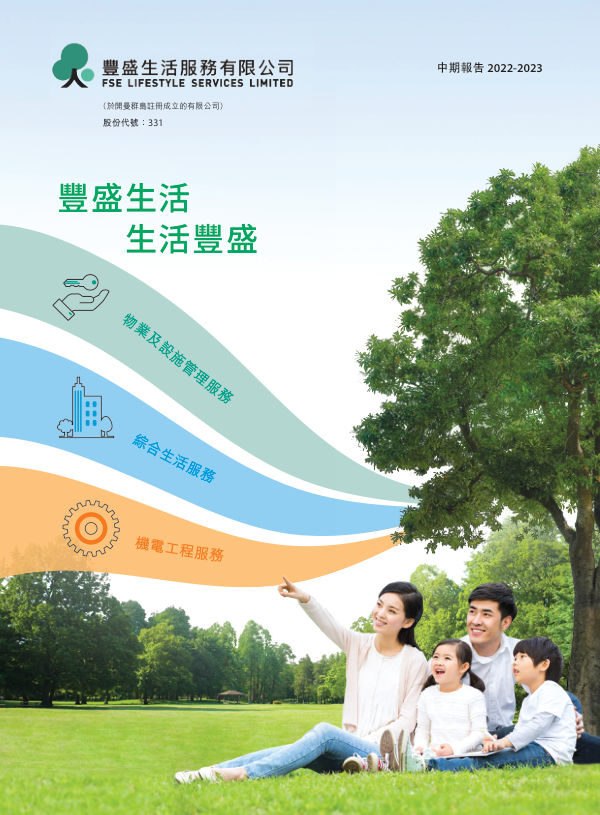 豐盛生活服務有限公司
FSE LIFESTYLE SERVICES LIMITED
(於開曼群島註冊成立的有限公司)
股份代號：331
中期報告 2022-2023
豐盛生活
生活豐盛
物業及設施管理服務
綜合生活服務
機電工程服務